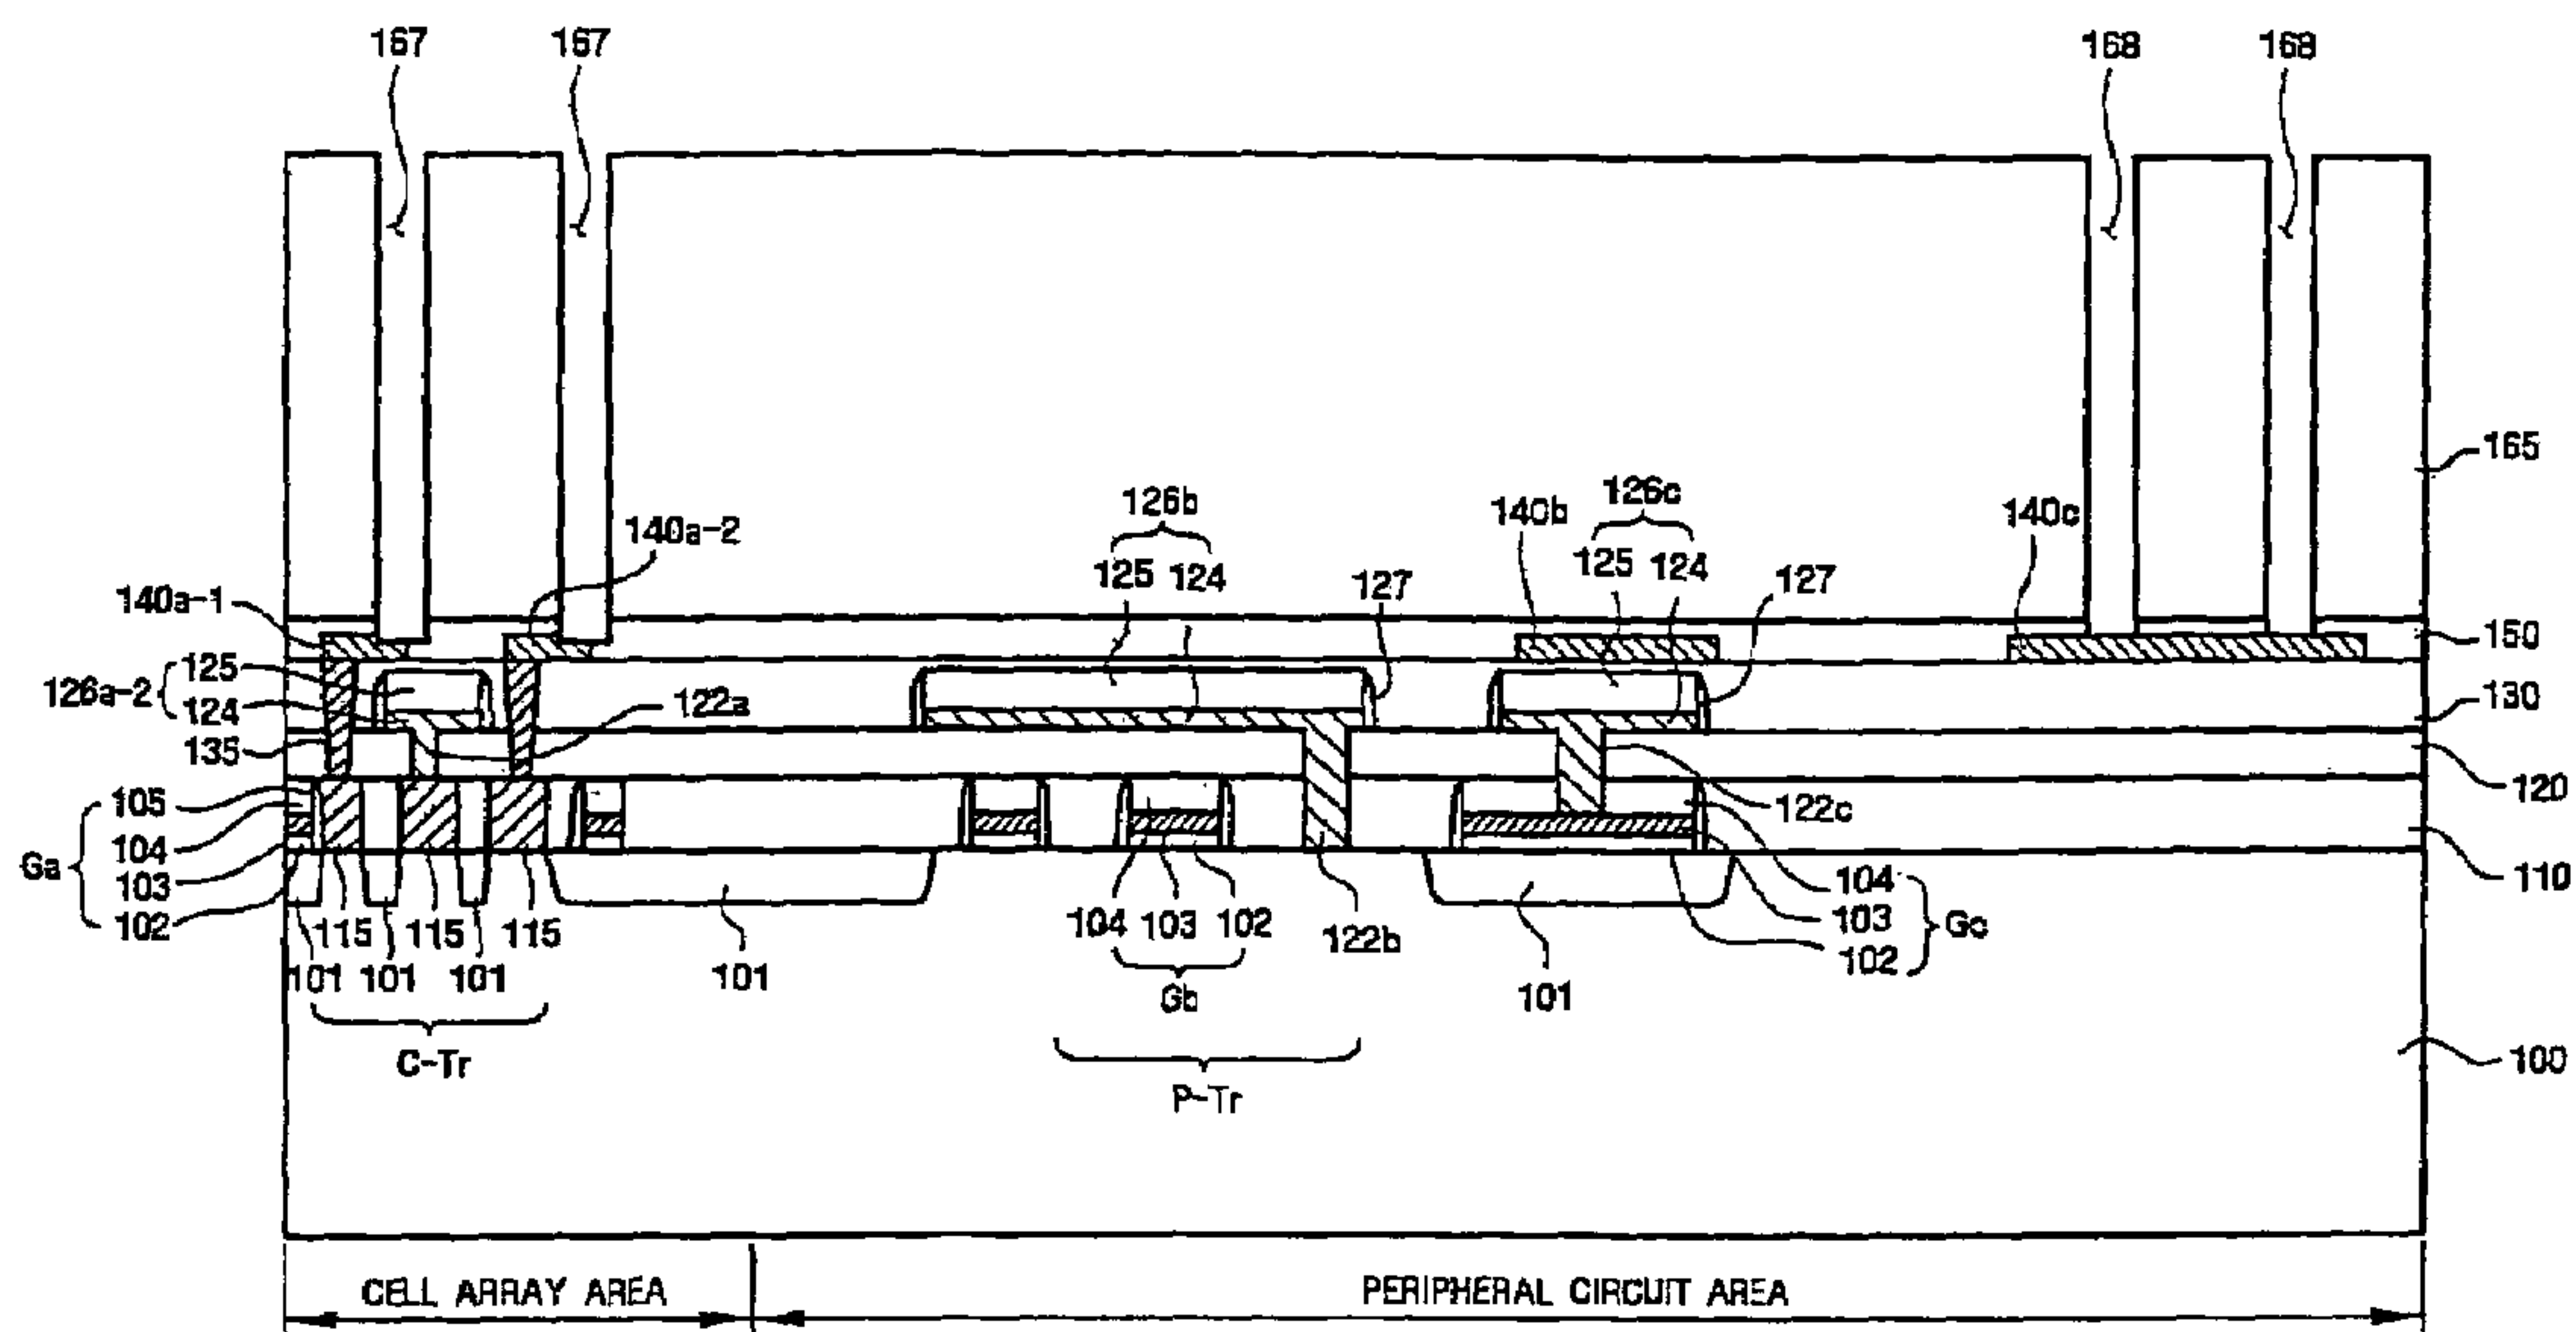 167 167 168 168
165
126b 126c
140a-2 140b 140c
125 124 125 124
127 127
140a-1
150
125
126a-2
124
122a
130
135
120
105
122c
104
Ga
103
110
102
104
103
Gc
102
115 115 115
104 103 102
122b
101 101 101
101
101
Gb
C-Tr
P-Tr
100
CELL ARRAY AREA
PERIPHERAL CIRCUIT AREA